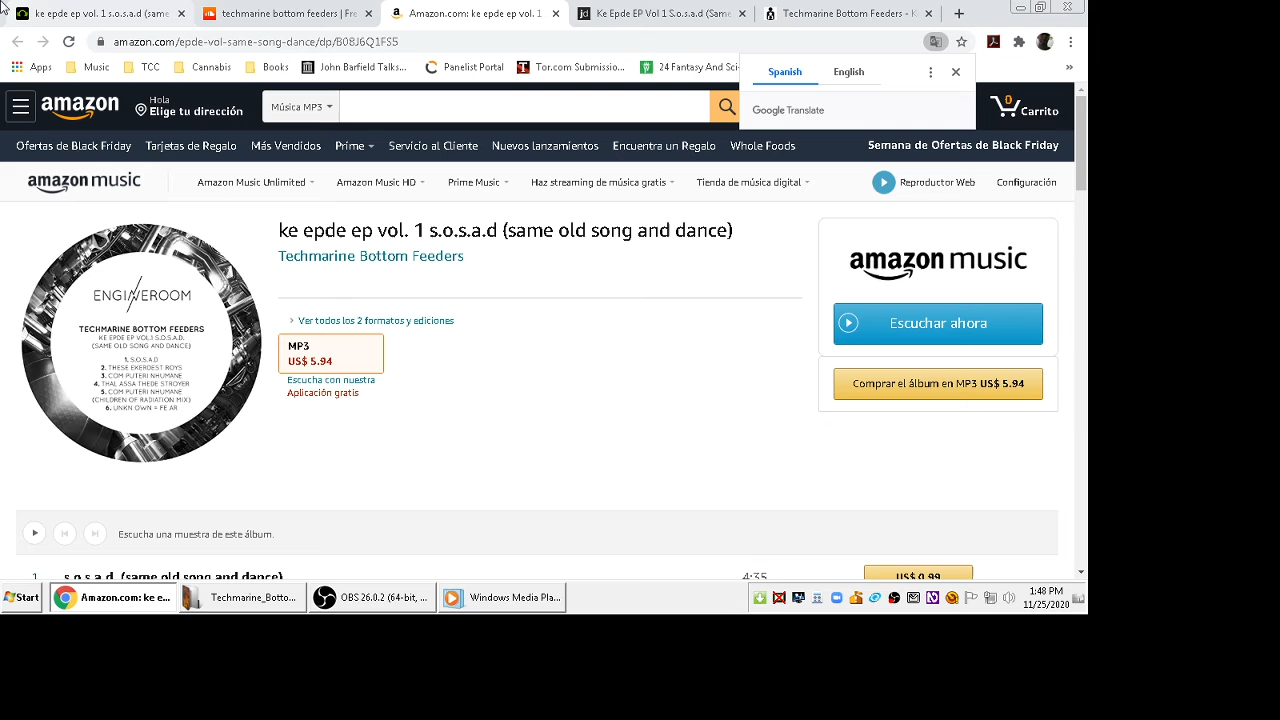 ke epde ep vol. 1 s.o.s.a.d (same
techmarine bottom feeders | Fre
Amazon.com: ke epde ep vol. 1
Ke Epde EP Vol 1 S.o.s.a.d (Same
Techmarine Bottom Feeders -
amazon.com/epde-vol-same-song-dance/dp/B08J6Q1FS5
Apps Music TCC Cannabis Books John Barfield Talks... Panelist Portal Tor.com Submissio... 24 Fantasy And Sci- »
Spanish English
Google Translate
amazon Hola
Elige tu dirección
Música MP3
0
Carrito
Ofertas de Black Friday Tarjetas de Regalo Más Vendidos Prime Servicio al Cliente Nuevos lanzamientos Encuentra un Regalo Whole Foods Semana de Ofertas de Black Friday
amazon music Amazon Music Unlimited Amazon Music HD Prime Music Haz streaming de música gratis Tienda de música digital Reproductor Web Configuración
ke epde ep vol. 1 s.o.s.a.d (same old song and dance)
Techmarine Bottom Feeders
ENGINEROOM
TECHMARINE BOTTOM FEEDERS
KE EPDE EP VOL.1 S.O.S.A.D.
(SAME OLD SONG AND DANCE)
1. S.O.S.A.D
2. THESE EKERDEST ROYS
3. COM PUTERI NHUMANE
4. THAL ASSA THEDE STROYER
5. COM PUTERI NHUMANE
(CHILDREN OF RADIATION MIX)
6. UNKN OWN = FE AR
Ver todos los 2 formatos y ediciones
MP3
US$ 5.94
Escucha con nuestra
Aplicación gratis
amazon music
Escuchar ahora
Comprar el álbum en MP3 US$ 5.94
Escucha una muestra de este álbum.
1 s.o.s.a.d. (same old song and dance) 4:35 US$ 0.99
Start Amazon.com: ke e... Techmarine_Botto... OBS 26.0.2 (64-bit, ... Windows Media Pla...
1:48 PM
11/25/2020